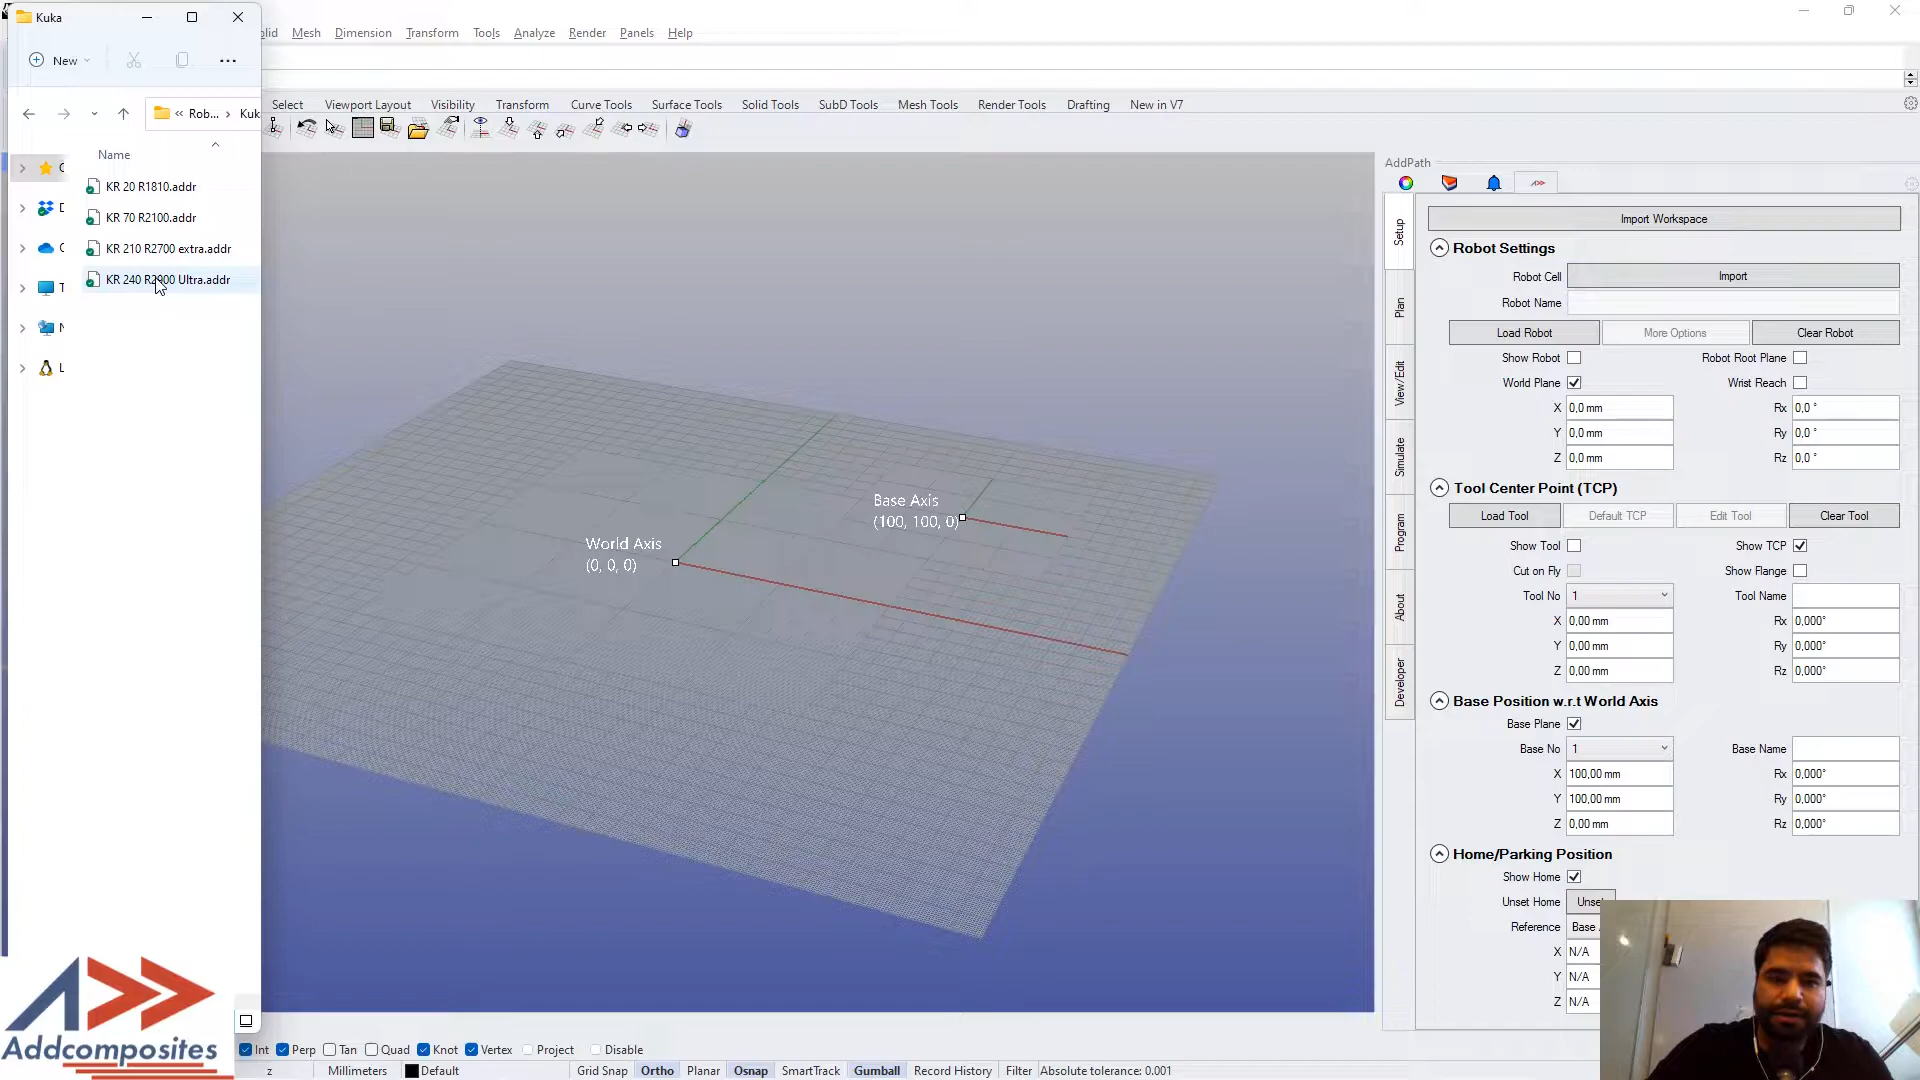 Kuka
New
Rob... > Kuk
Name
KR 20 R1810.addr
KR 70 R2100.addr
KR 210 R2700 extra.addr
KR 240 R2900 Ultra.addr
Addcomposites
Mesh Dimension Transform Tools Analyze Render Panels Help
Select Viewport Layout Visibility Transform Curve Tools Surface Tools Solid Tools SubD Tools Mesh Tools Render Tools Drafting New in V7
World Axis
(0, 0, 0)
Base Axis
(100, 100, 0)
AddPath
Setup
Plan
View/Edit
Simulate
Program
About
Developer
Import Workspace
Robot Settings
Robot Cell Import
Robot Name
Load Robot More Options Clear Robot
Show Robot Robot Root Plane
World Plane Wrist Reach
X 0,0 mm Rx 0,0 °
Y 0,0 mm Ry 0,0 °
Z 0,0 mm Rz 0,0 °
Tool Center Point (TCP)
Load Tool Default TCP Edit Tool Clear Tool
Show Tool Show TCP
Cut on Fly Show Flange
Tool No 1 Tool Name
X 0,00 mm Rx 0,000°
Y 0,00 mm Ry 0,000°
Z 0,00 mm Rz 0,000°
Base Position w.r.t World Axis
Base Plane
Base No 1 Base Name
X 100,00 mm Rx 0,000°
Y 100,00 mm Ry 0,000°
Z 0,00 mm Rz 0,000°
Home/Parking Position
Show Home
Unset Home Unset
Reference Base
X N/A
Y N/A
Z N/A
Int Perp Tan Quad Knot Vertex Project Disable
z Millimeters Default Grid Snap Ortho Planar Osnap SmartTrack Gumball Record History Filter Absolute tolerance: 0.001